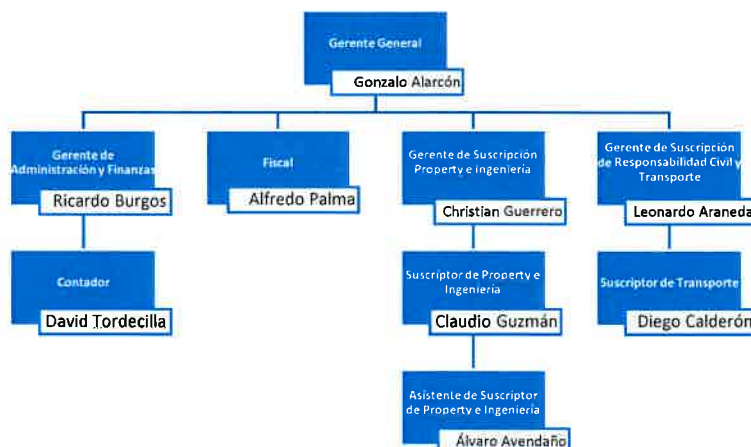 Gerente General
Gonzalo Alarcón
Gerente de
Administración y Finanzas
Ricardo Burgos
Fiscal
Alfredo Palma
Gerente de Suscripción
Property e Ingeniería
Christian Guerrero
Gerente de Suscripción
de Responsabilidad Civil y
Transporte
Leonardo Araneda
Contador
David Tordecilla
Suscriptor de Property e
Ingeniería
Claudio Guzmán
Suscriptor de Transporte
Diego Calderón
Asistente de Suscriptor
de Property e Ingeniería
Álvaro Avendaño